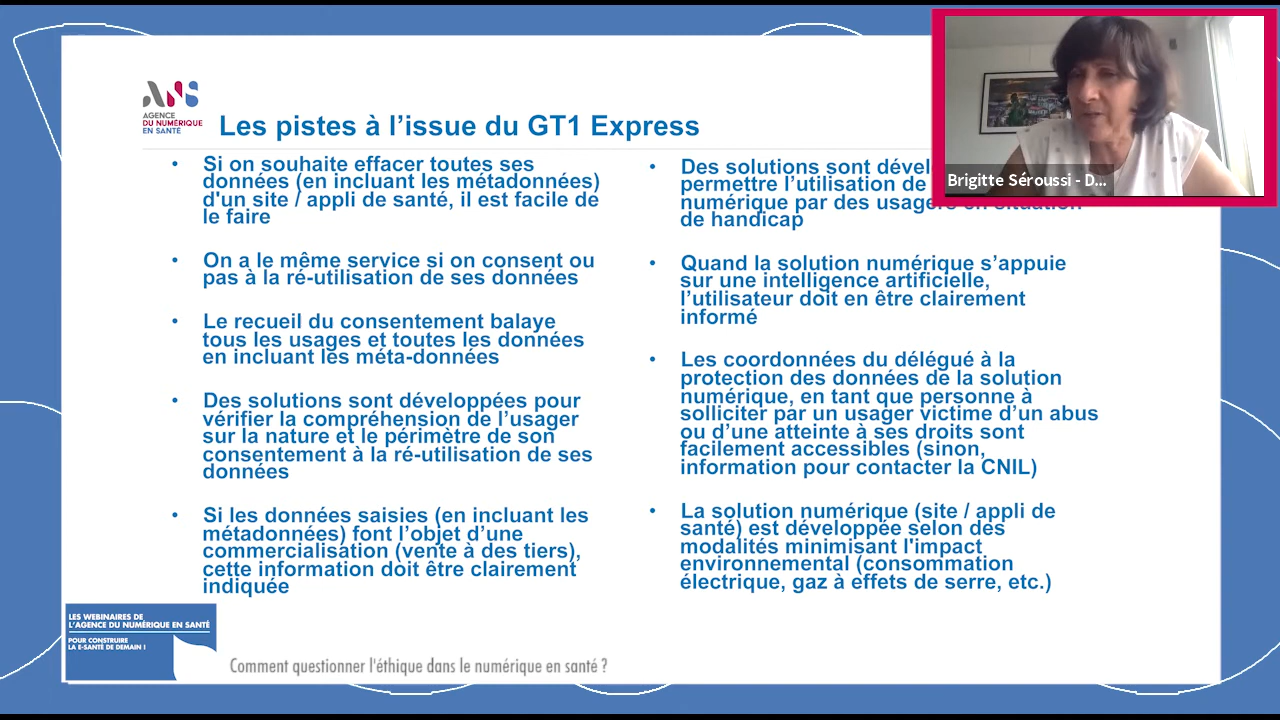 ANS
AGENCE
DU NUMÉRIQUE
EN SANTÉ
Les pistes à l’issue du GT1 Express
• Si on souhaite effacer toutes ses
données (en incluant les métadonnées)
d'un site / appli de santé, il est facile de
le faire
• On a le même service si on consent ou
pas à la ré-utilisation de ses données
• Le recueil du consentement balaye
tous les usages et toutes les données
en incluant les méta-données
• Des solutions sont développées pour
vérifier la compréhension de l’usager
sur la nature et le périmètre de son
consentement à la ré-utilisation de ses
données
• Si les données saisies (en incluant les
métadonnées) font l’objet d’une
commercialisation (vente à des tiers),
cette information doit être clairement
indiquée
• Des solutions sont
permettre l’utilisation de
numérique par des usagers en situation
de handicap
• Quand la solution numérique s’appuie
sur une intelligence artificielle,
l’utilisateur doit en être clairement
informé
• Les coordonnées du délégué à la
protection des données de la solution
numérique, en tant que personne à
solliciter par un usager victime d’un abus
ou d’une atteinte à ses droits sont
facilement accessibles (sinon,
information pour contacter la CNIL)
• La solution numérique (site / appli de
santé) est développée selon des
modalités minimisant l'impact
environnemental (consommation
électrique, gaz à effets de serre, etc.)
Brigitte Séroussi - D...
LES WEBINAIRES DE
L’AGENCE DU NUMÉRIQUE EN SANTÉ
POUR CONSTRUIRE
LA E-SANTÉ DE DEMAIN !
Comment questionner l'éthique dans le numérique en santé ?